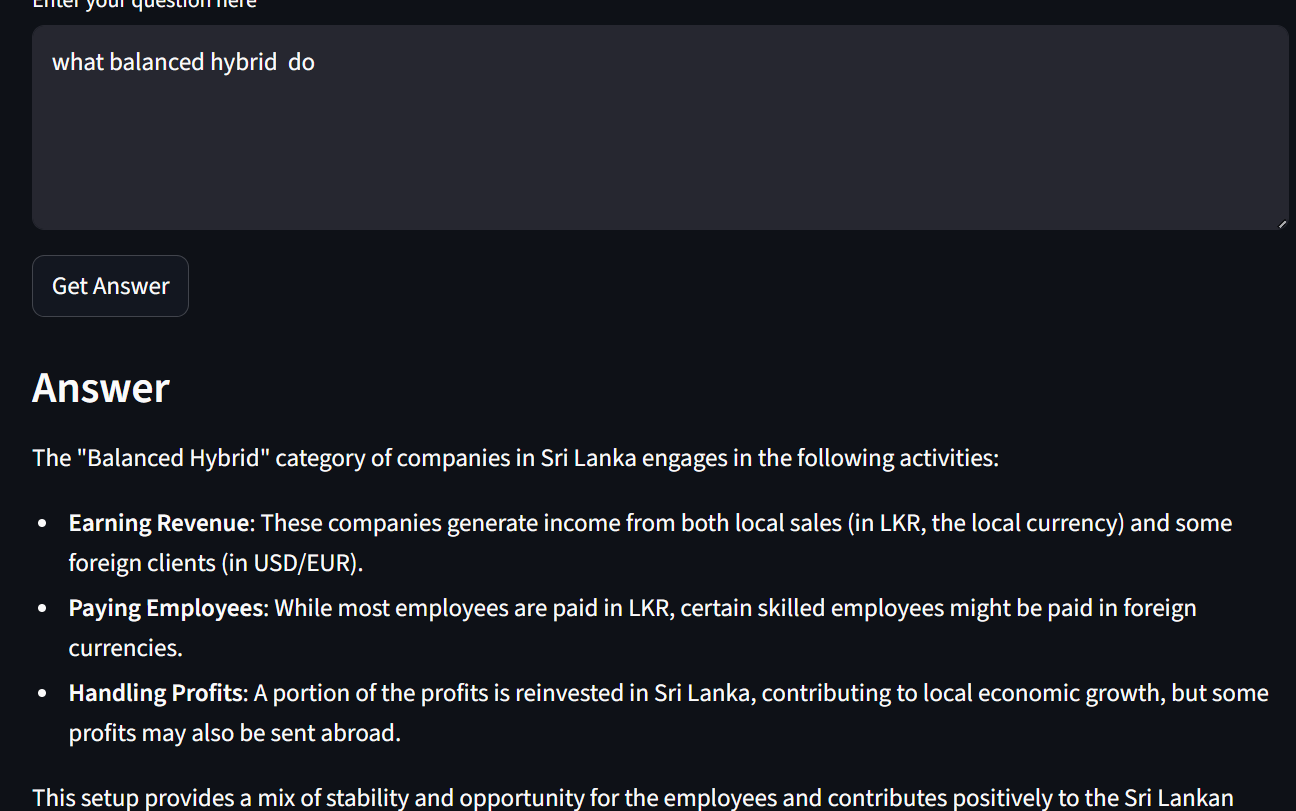 Enter your question here
what balanced hybrid  do
Get Answer
Answer
The "Balanced Hybrid" category of companies in Sri Lanka engages in the following activities:
• Earning Revenue: These companies generate income from both local sales (in LKR, the local currency) and some
foreign clients (in USD/EUR).
• Paying Employees: While most employees are paid in LKR, certain skilled employees might be paid in foreign
currencies.
• Handling Profits: A portion of the profits is reinvested in Sri Lanka, contributing to local economic growth, but some
profits may also be sent abroad.
This setup provides a mix of stability and opportunity for the employees and contributes positively to the Sri Lankan